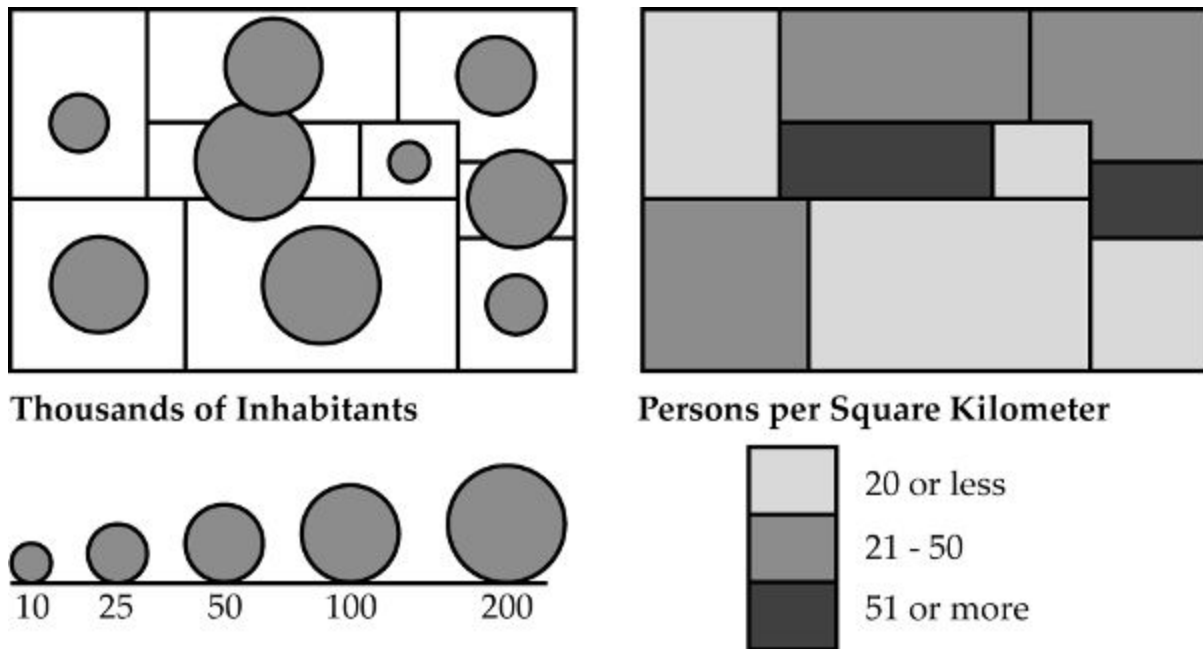 Thousands of Inhabitants
10 25 50 100 200
Persons per Square Kilometer
20 or less
21 - 50
51 or more